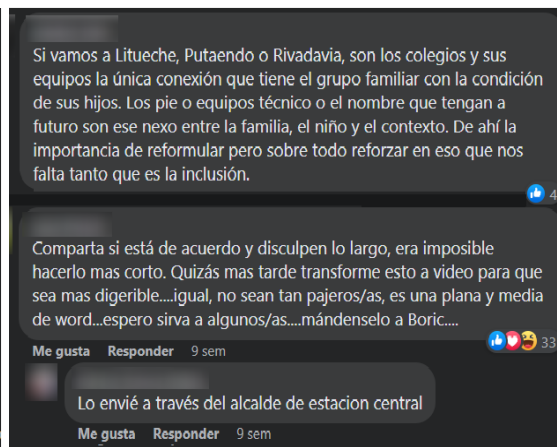 Si vamos a Litueche, Putaendo o Rivadavia, son los colegios y sus
equipos la única conexión que tiene el grupo familiar con la condición
de sus hijos. Los pie o equipos técnico o el nombre que tengan a
futuro son ese nexo entre la familia, el niño y el contexto. De ahí la
importancia de reformular pero sobre todo reforzar en eso que nos
falta tanto que es la inclusión.
4
Comparta si está de acuerdo y disculpen lo largo, era imposible
hacerlo mas corto. Quizás mas tarde transforme esto a video para que
sea mas digerible....igual, no sean tan pajeros/as, es una plana y media
de word...espero sirva a algunos/as....mándenselo a Boric....
33
Me gusta Responder 9 sem
Lo envié a través del alcalde de estacion central
Me gusta Responder 9 sem